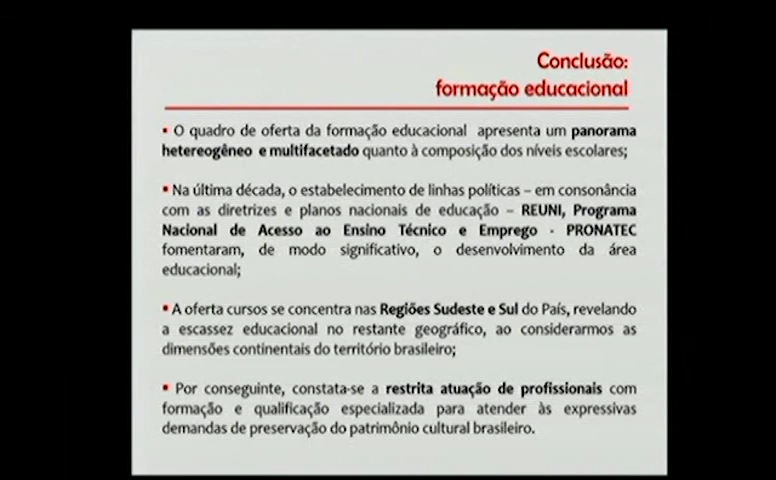 Conclusão:
formação educacional
▪ O quadro de oferta da formação educacional apresenta um panorama
hetereogêneo e multifacetado quanto à composição dos níveis escolares;
▪ Na última década, o estabelecimento de linhas políticas – em consonância
com as diretrizes e planos nacionais de educação – REUNI, Programa
Nacional de Acesso ao Ensino Técnico e Emprego - PRONATEC
fomentaram, de modo significativo, o desenvolvimento da área
educacional;
▪ A oferta cursos se concentra nas Regiões Sudeste e Sul do País, revelando
a escassez educacional no restante geográfico, ao considerarmos as
dimensões continentais do território brasileiro;
▪ Por conseguinte, constata-se a restrita atuação de profissionais com
formação e qualificação especializada para atender às expressivas
demandas de preservação do patrimônio cultural brasileiro.